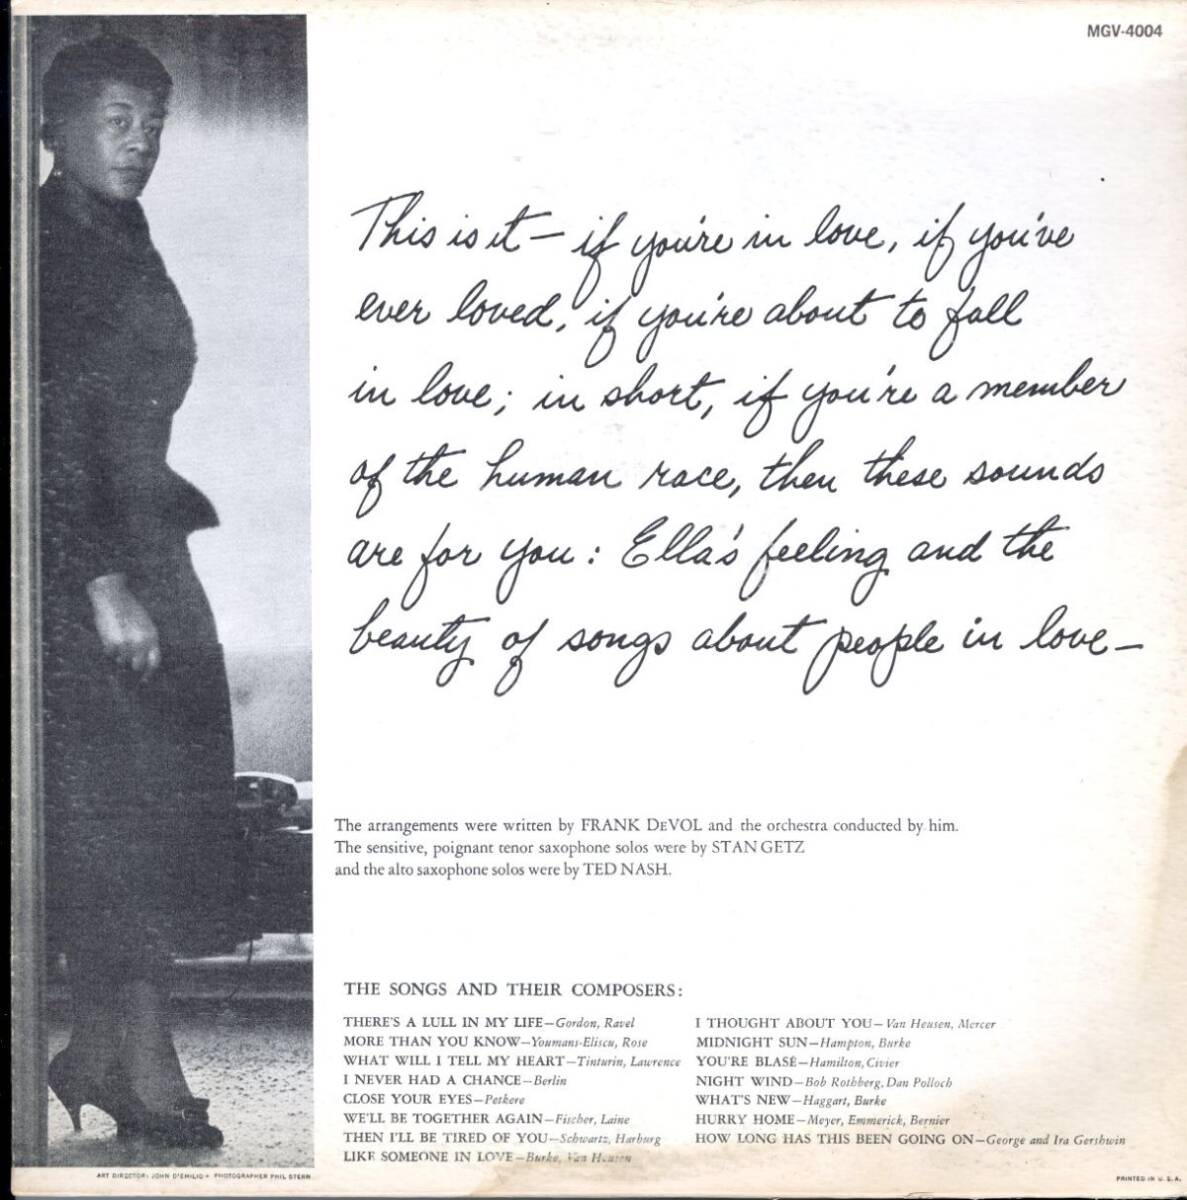 MGV-4004
This is it — if you're in love, if you've
ever loved, if you're about to fall
in love; in short, if you're a member
of the human race, then these sounds
are for you: Ella's feeling and the
beauty of songs about people in love —
The arrangements were written by FRANK DEVOL and the orchestra conducted by him.
The sensitive, poignant tenor saxophone solos were by STAN GETZ
and the alto saxophone solos were by TED NASH.
THE SONGS AND THEIR COMPOSERS:
THERE'S A LULL IN MY LIFE—Gordon, Ravel
MORE THAN YOU KNOW—Youmans-Eliscu, Rose
WHAT WILL I TELL MY HEART—Tinturin, Lawrence
I NEVER HAD A CHANCE—Berlin
CLOSE YOUR EYES—Petkere
WE'LL BE TOGETHER AGAIN—Fischer, Laine
THEN I'LL BE TIRED OF YOU—Schwartz, Harburg
LIKE SOMEONE IN LOVE—Burke, Van Heusen
I THOUGHT ABOUT YOU—Van Heusen, Mercer
MIDNIGHT SUN—Hampton, Burke
YOU'RE BLASÉ—Hamilton, Civier
NIGHT WIND—Bob Rothberg, Dan Polloch
WHAT'S NEW—Haggart, Burke
HURRY HOME—Meyer, Emmerick, Bernier
HOW LONG HAS THIS BEEN GOING ON—George and Ira Gershwin
ART DIRECTOR: JOHN D'EMILIO • PHOTOGRAPHER PHIL STERN
PRINTED IN U. S. A.